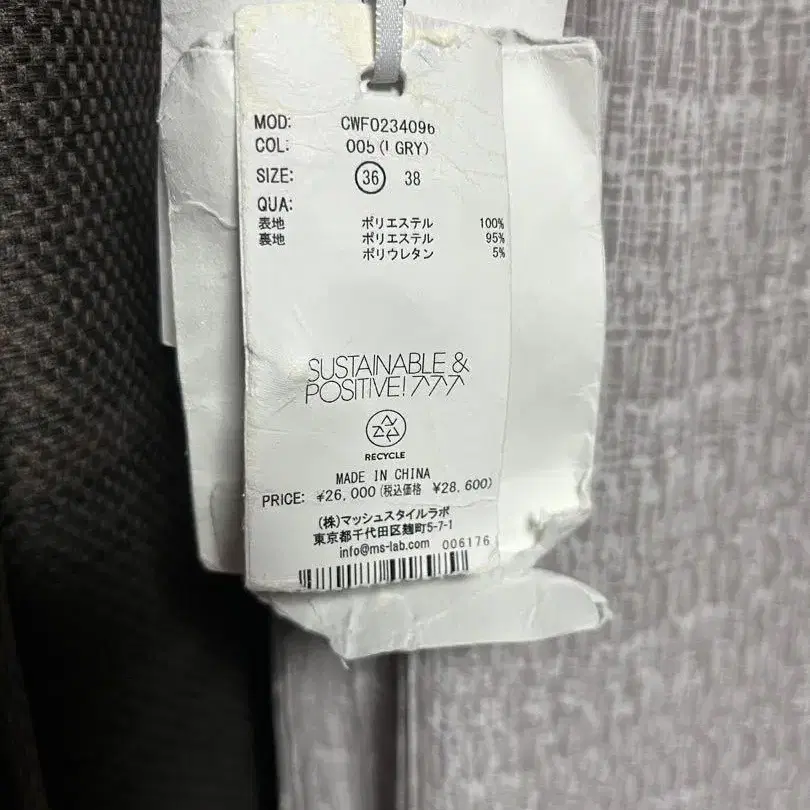 MOD: CWF0234096
COL: 005(LGRY)
SIZE: 36 38
QUA:
表地 ポリエステル 100%
裏地 ポリエステル 95%
ポリウレタン 5%
SUSTAINABLE &
POSITIVE!
RECYCLE
MADE IN CHINA
PRICE: ¥26,000(税込価格 ¥28,600)
(株)マッシュスタイルラボ
東京都千代田区麹町5-7-1
info@ms-lab.com 006176